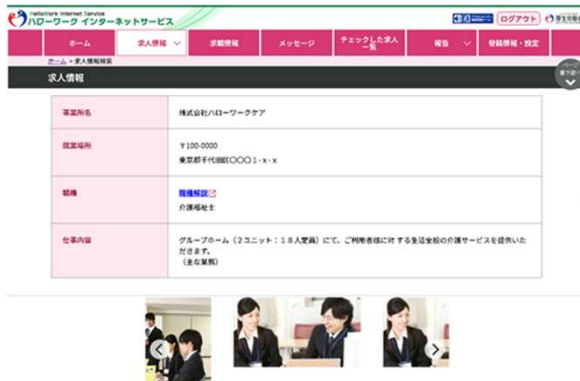 HelloWork Internet Service
ハローワーク インターネットサービス
ログアウト
ホーム
求人情報
求職情報
メッセージ
チェックした求人一覧
報告
登録情報・設定
ホーム > 求人情報検索
求人情報
事業所名
株式会社ハローワークケア
就業場所
〒100-0000
東京都千代田区〇〇〇1-x-x
職種
職種解説
介護福祉士
仕事内容
グループホーム(2ユニット:18人定員)にて、ご利用者様に対 する生活全般の介護サービスを提供いた
だきます。
(主な業務)